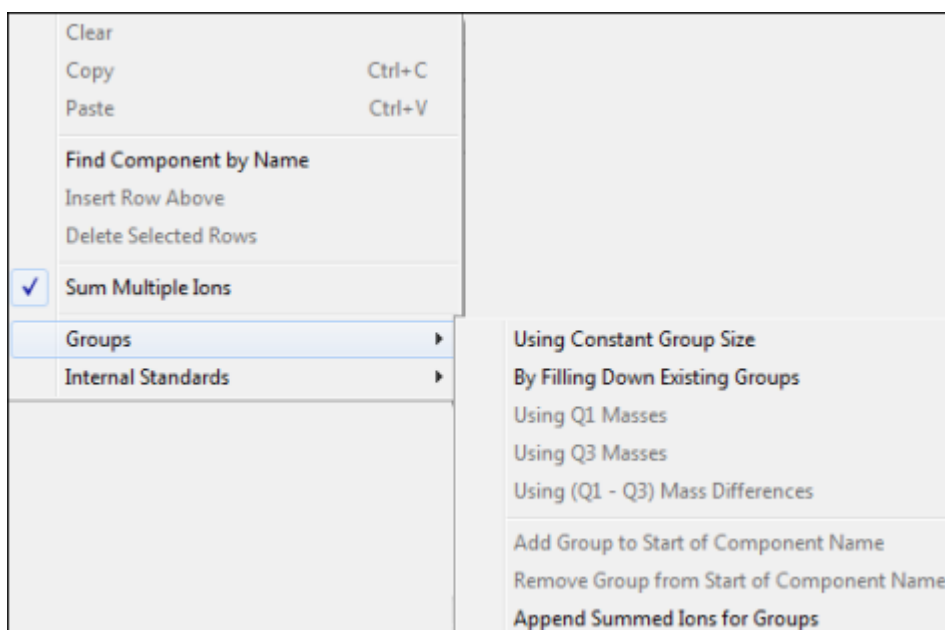 Clear
Copy Ctrl+C
Paste Ctrl+V
Find Component by Name
Insert Row Above
Delete Selected Rows
Sum Multiple Ions
Groups
Internal Standards
Using Constant Group Size
By Filling Down Existing Groups
Using Q1 Masses
Using Q3 Masses
Using (Q1 - Q3) Mass Differences
Add Group to Start of Component Name
Remove Group from Start of Component Name
Append Summed Ions for Groups